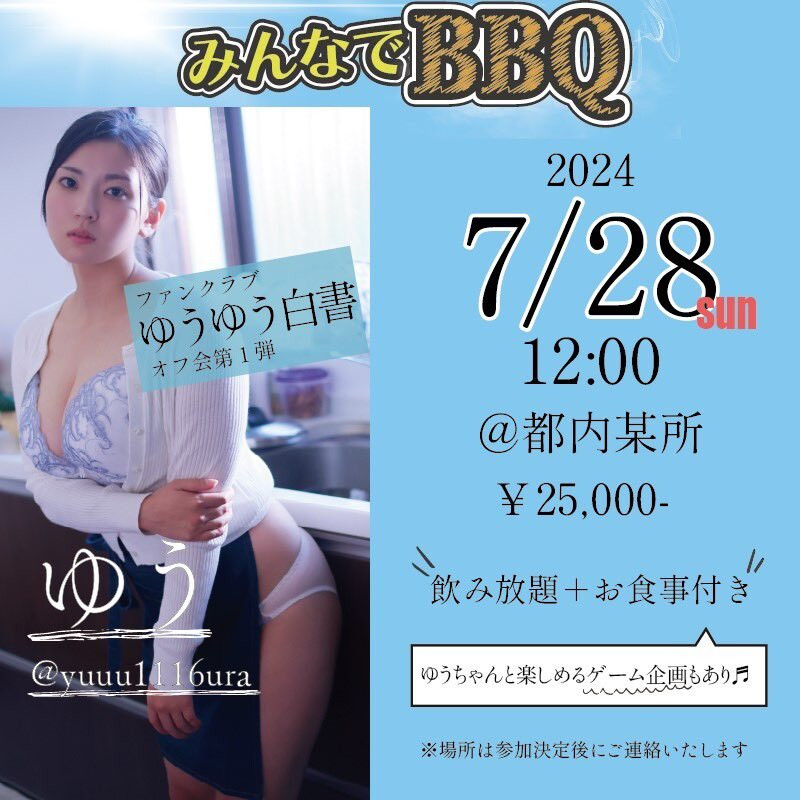 みんなでBBQ
ファンクラブ
ゆうゆう白書
オフ会第1弾
ゆう
@yuuu1116ura
2024
7/28
sun
12:00
@都内某所
￥25,000-
飲み放題＋お食事付き
ゆうちゃんと楽しめるゲーム企画もあり♬
※場所は参加決定後にご連絡いたします